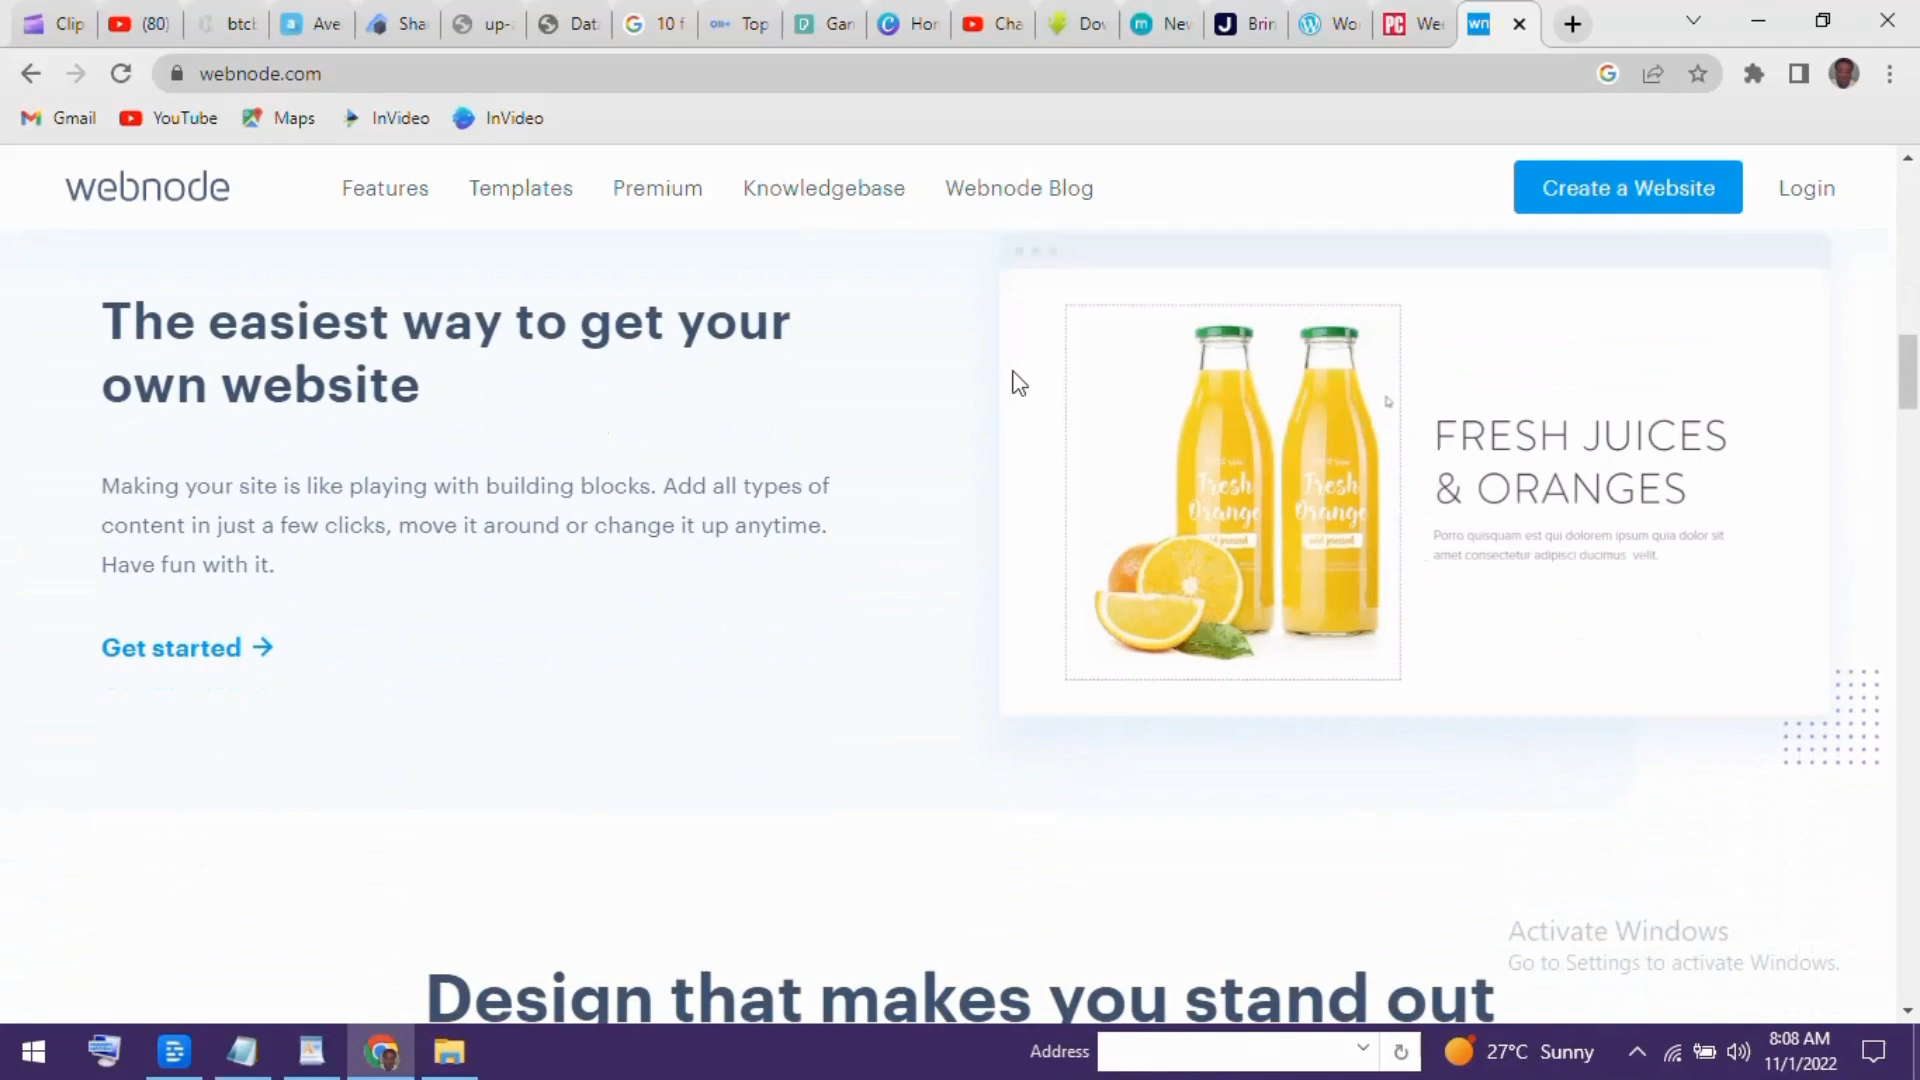 Clip
(80)
btcl
Ave
Sha
up-
Dat
10 f
Top
Gar
Hor
Cha
Dov
Nev
Brin
Wo
We
webnode.com
Gmail
YouTube
Maps
InVideo
InVideo
webnode
Features
Templates
Premium
Knowledgebase
Webnode Blog
Create a Website
Login
The easiest way to get your
own website
Making your site is like playing with building blocks. Add all types of
content in just a few clicks, move it around or change it up anytime.
Have fun with it.
Get started →
Fresh
Orange
Fresh
Orange
cold pressed
FRESH JUICES
& ORANGES
Porro quisquam est qui dolorem ipsum quia dolor sit
amet consectetur adipisci ducimus velit.
Design that makes you stand out
Activate Windows
Go to Settings to activate Windows.
Address
27°C Sunny
8:08 AM
11/1/2022